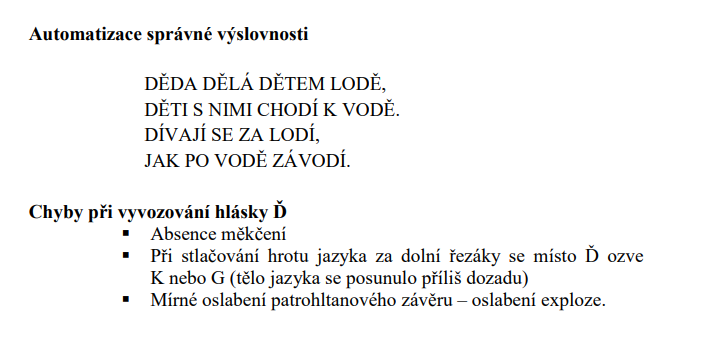 Automatizace správné výslovnosti
DĚDA DĚLÁ DĚTEM LODĚ,
DĚTI S NIMI CHODÍ K VODĚ.
DÍVAJÍ SE ZA LODÍ,
JAK PO VODĚ ZÁVODÍ.
Chyby při vyvozování hlásky Ď
▪ Absence měkčení
▪ Při stlačování hrotu jazyka za dolní řezáky se místo Ď ozve
K nebo G (tělo jazyka se posunulo příliš dozadu)
▪ Mírné oslabení patrohltanového závěru – oslabení exploze.